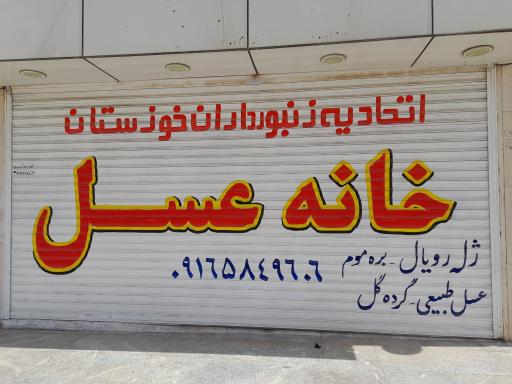 اتحادیه زنبورداران خوزستان
خانه عسل
ژله رویال - بره موم
۰۹۱۶۵۸۴۹۶۰۶
عسل طبیعی - گرده گل